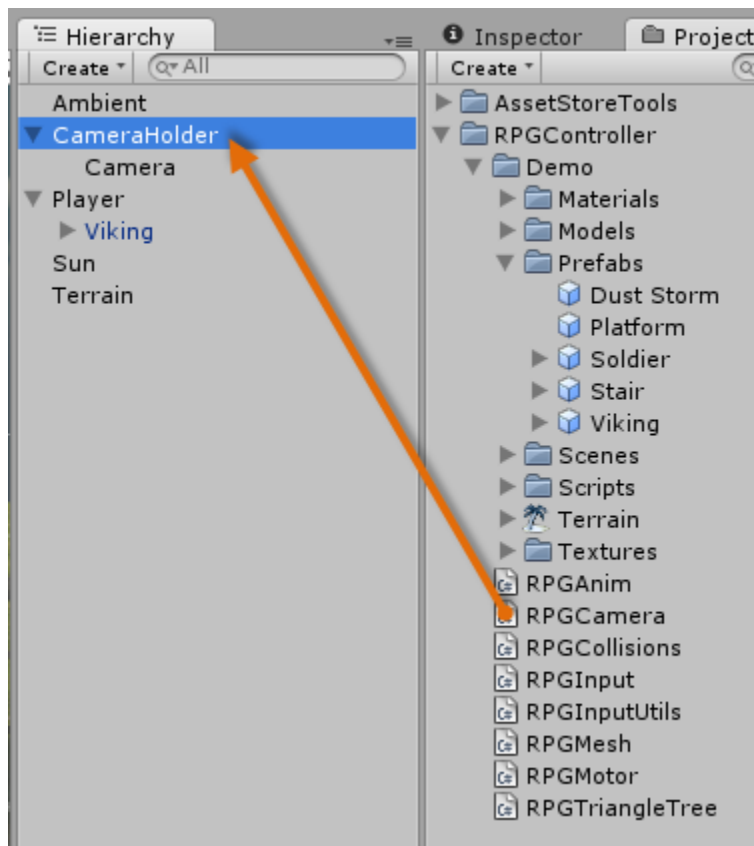 Hierarchy
Create
All
Ambient
CameraHolder
Camera
Player
Viking
Sun
Terrain
Inspector
Project
Create
AssetStoreTools
RPGController
Demo
Materials
Models
Prefabs
Dust Storm
Platform
Soldier
Stair
Viking
Scenes
Scripts
Terrain
Textures
RPGAnim
RPGCamera
RPGCollisions
RPGInput
RPGInputUtils
RPGMesh
RPGMotor
RPGTriangleTree